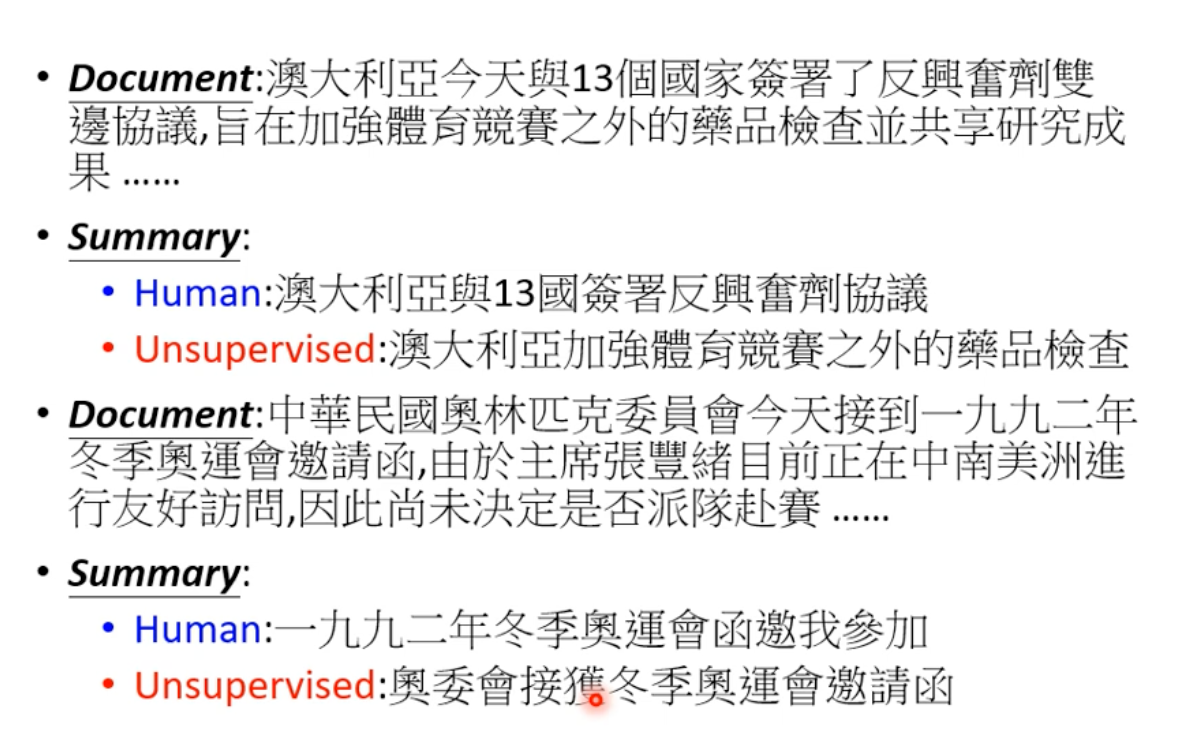 • Document:澳大利亞今天與13個國家簽署了反興奮劑雙
邊協議,旨在加強體育競賽之外的藥品檢查並共享研究成
果 ……
• Summary:
• Human:澳大利亞與13國簽署反興奮劑協議
• Unsupervised:澳大利亞加強體育競賽之外的藥品檢查
• Document:中華民國奧林匹克委員會今天接到一九九二年
冬季奧運會邀請函,由於主席張豐緒目前正在中南美洲進
行友好訪問,因此尚未決定是否派隊赴賽 ……
• Summary:
• Human:一九九二年冬季奧運會函邀我參加
• Unsupervised:奧委會接獲冬季奧運會邀請函